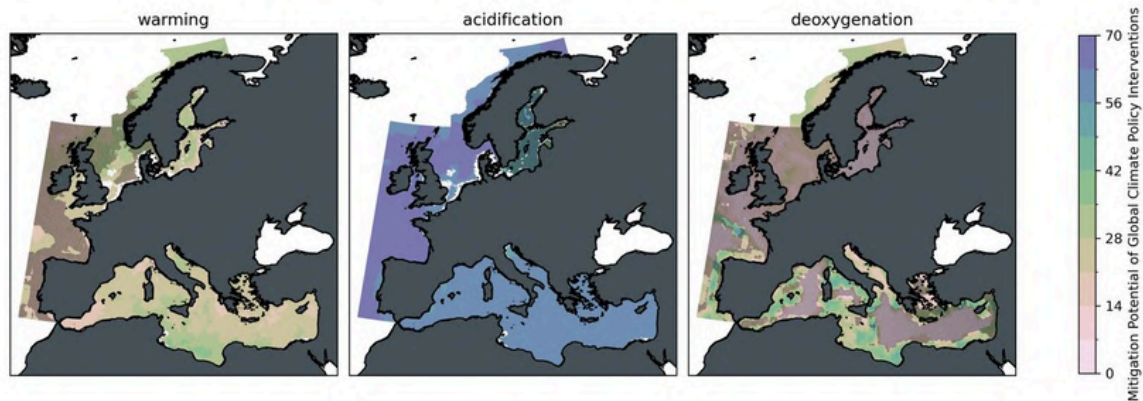 warming
acidification
deoxygenation
70
56
42
28
14
0
Mitigation Potential of Global Climate Policy Interventions